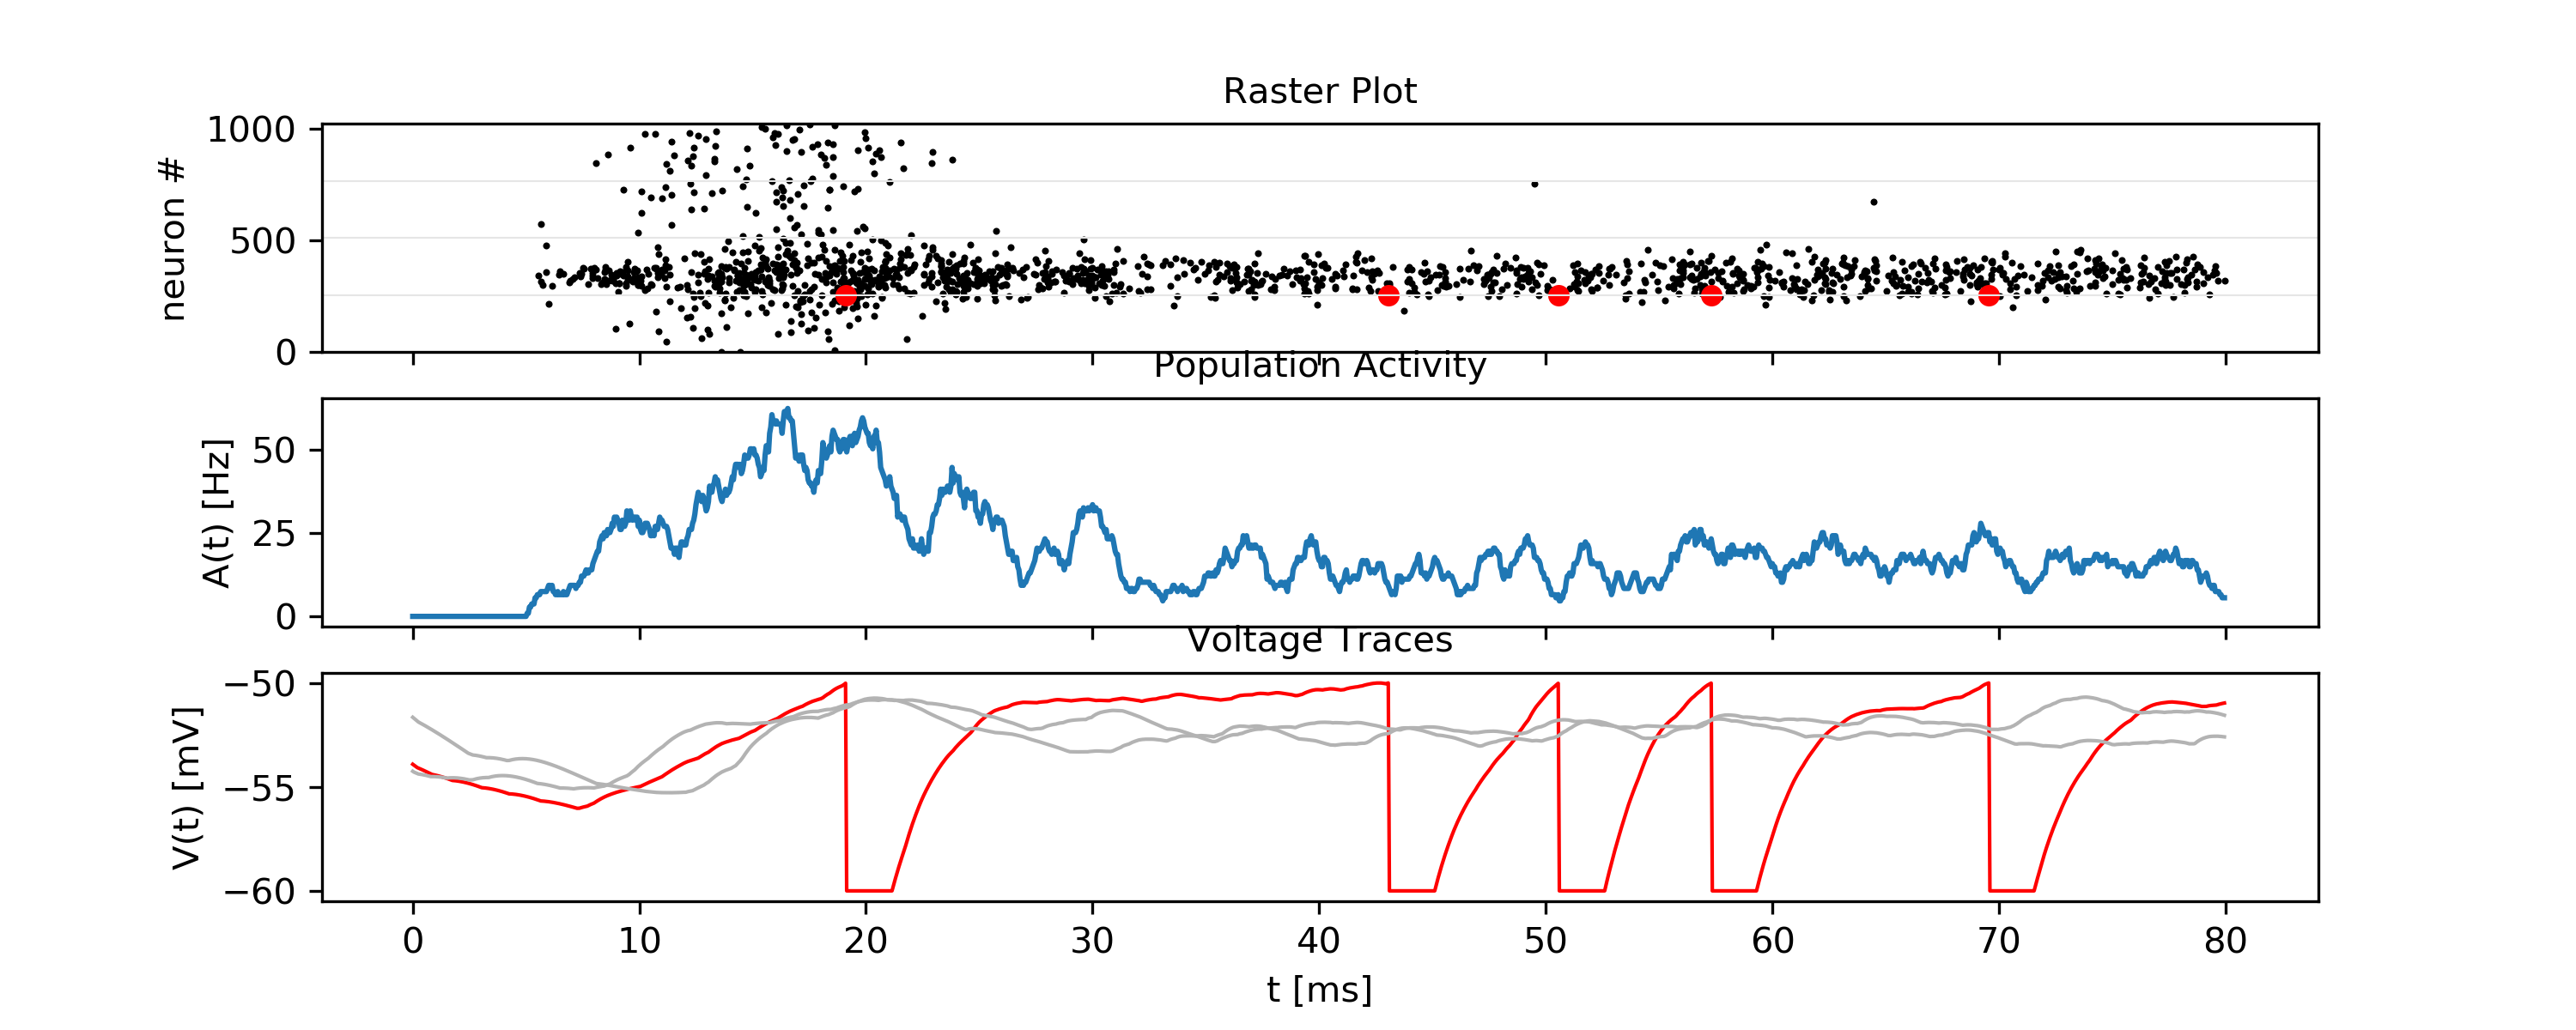 Raster Plot
1000
500
0
neuron #
Population Activity
50
25
0
A(t) [Hz]
Voltage Traces
−50
−55
−60
V(t) [mV]
0 10 20 30 40 50 60 70 80
t [ms]